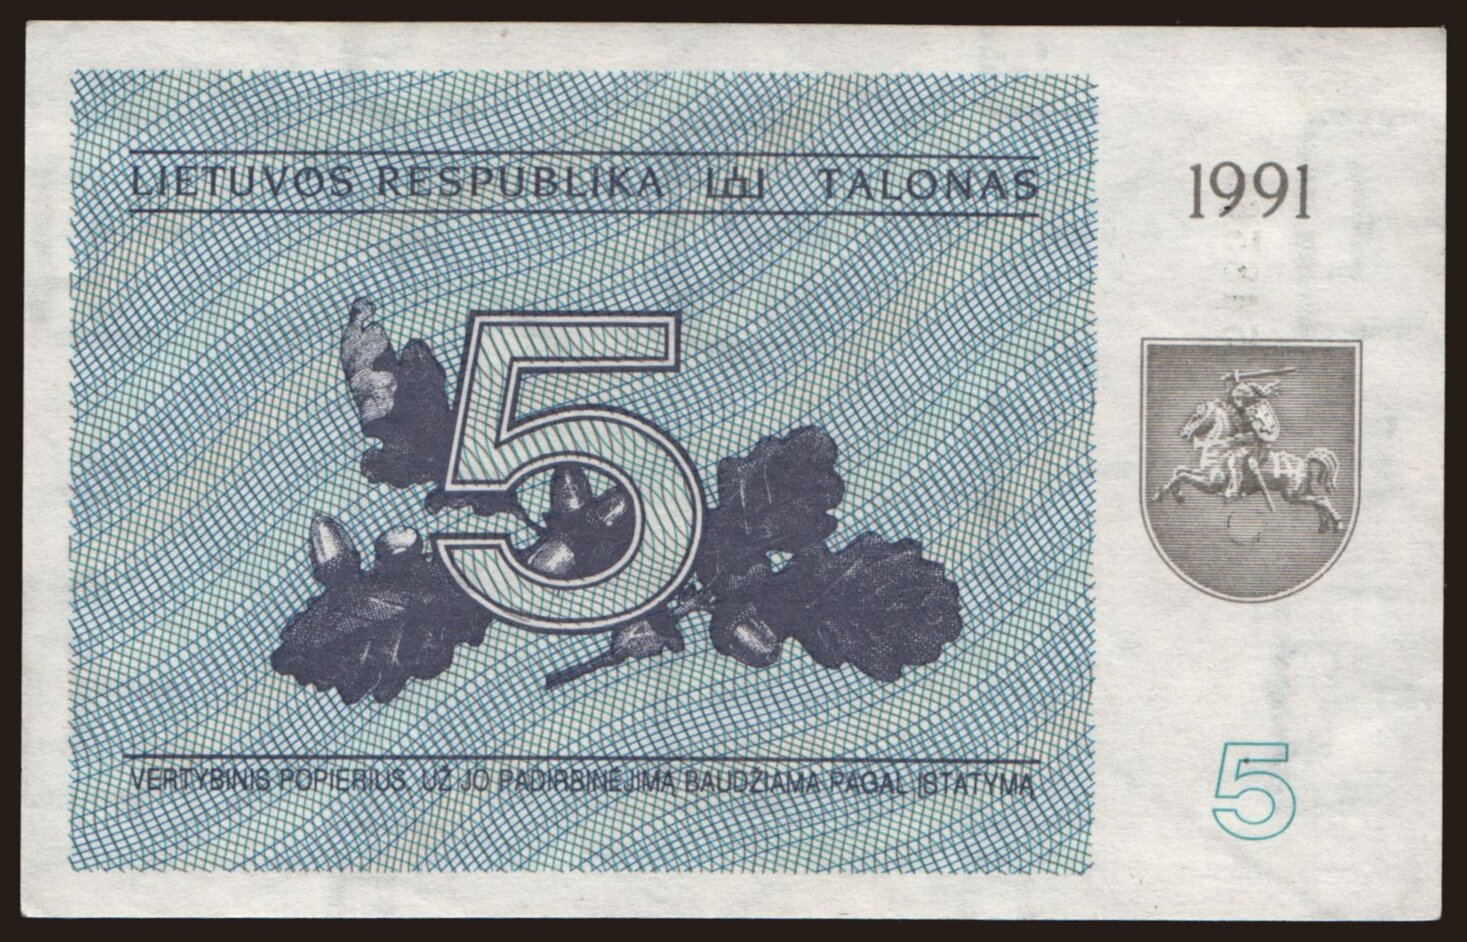 LIETUVOS RESPUBLIKA TALONAS
1991
5
VERTYBINIS POPIERIUS. UŽ JO PADIRBINĖJIMĄ BAUDŽIAMA PAGAL ĮSTATYMĄ
5